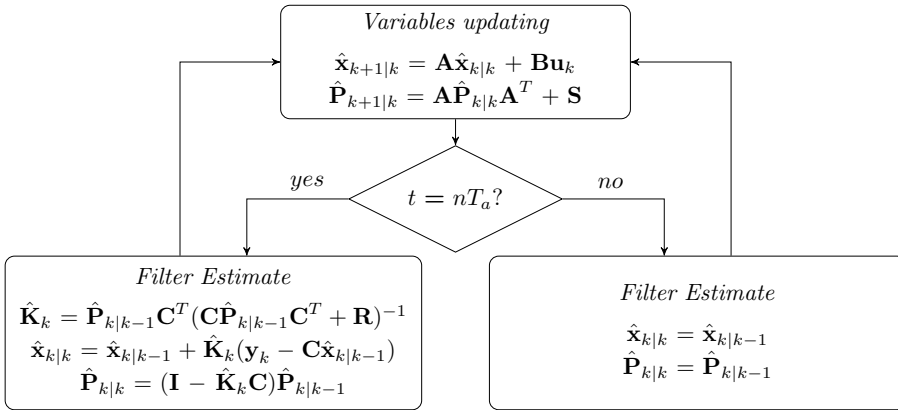 Variables updating
x̂_{k+1|k} = Ax̂_{k|k} + Bu_k
P̂_{k+1|k} = AP̂_{k|k}A^T + S
yes
t = nT_a?
no
Filter Estimate
K̂_k = P̂_{k|k−1}C^T(CP̂_{k|k−1}C^T + R)^{−1}
x̂_{k|k} = x̂_{k|k−1} + K̂_k(y_k − Cx̂_{k|k−1})
P̂_{k|k} = (I − K̂_kC)P̂_{k|k−1}
Filter Estimate
x̂_{k|k} = x̂_{k|k−1}
P̂_{k|k} = P̂_{k|k−1}